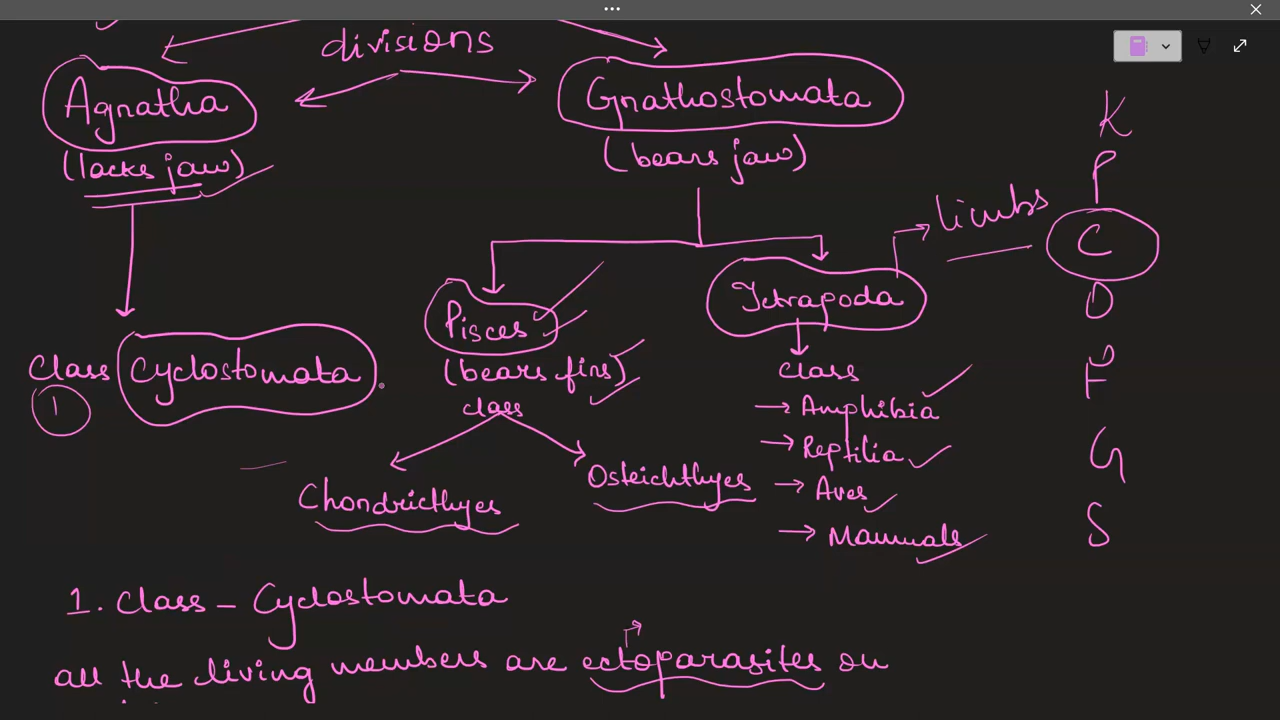 divisions
Agnatha
Gnathostomata
(lacks jaw)
(bears jaw)
K
P
C
O
F
G
S
limbs
Pisces
Tetrapoda
Class Cyclostomata
1
(bears fins)
class
Chondricthyes
Osteichthyes
class
→ Amphibia
→ Reptilia
→ Aves
→ Mammals
1. Class - Cyclostomata
all the living members are ectoparasites on